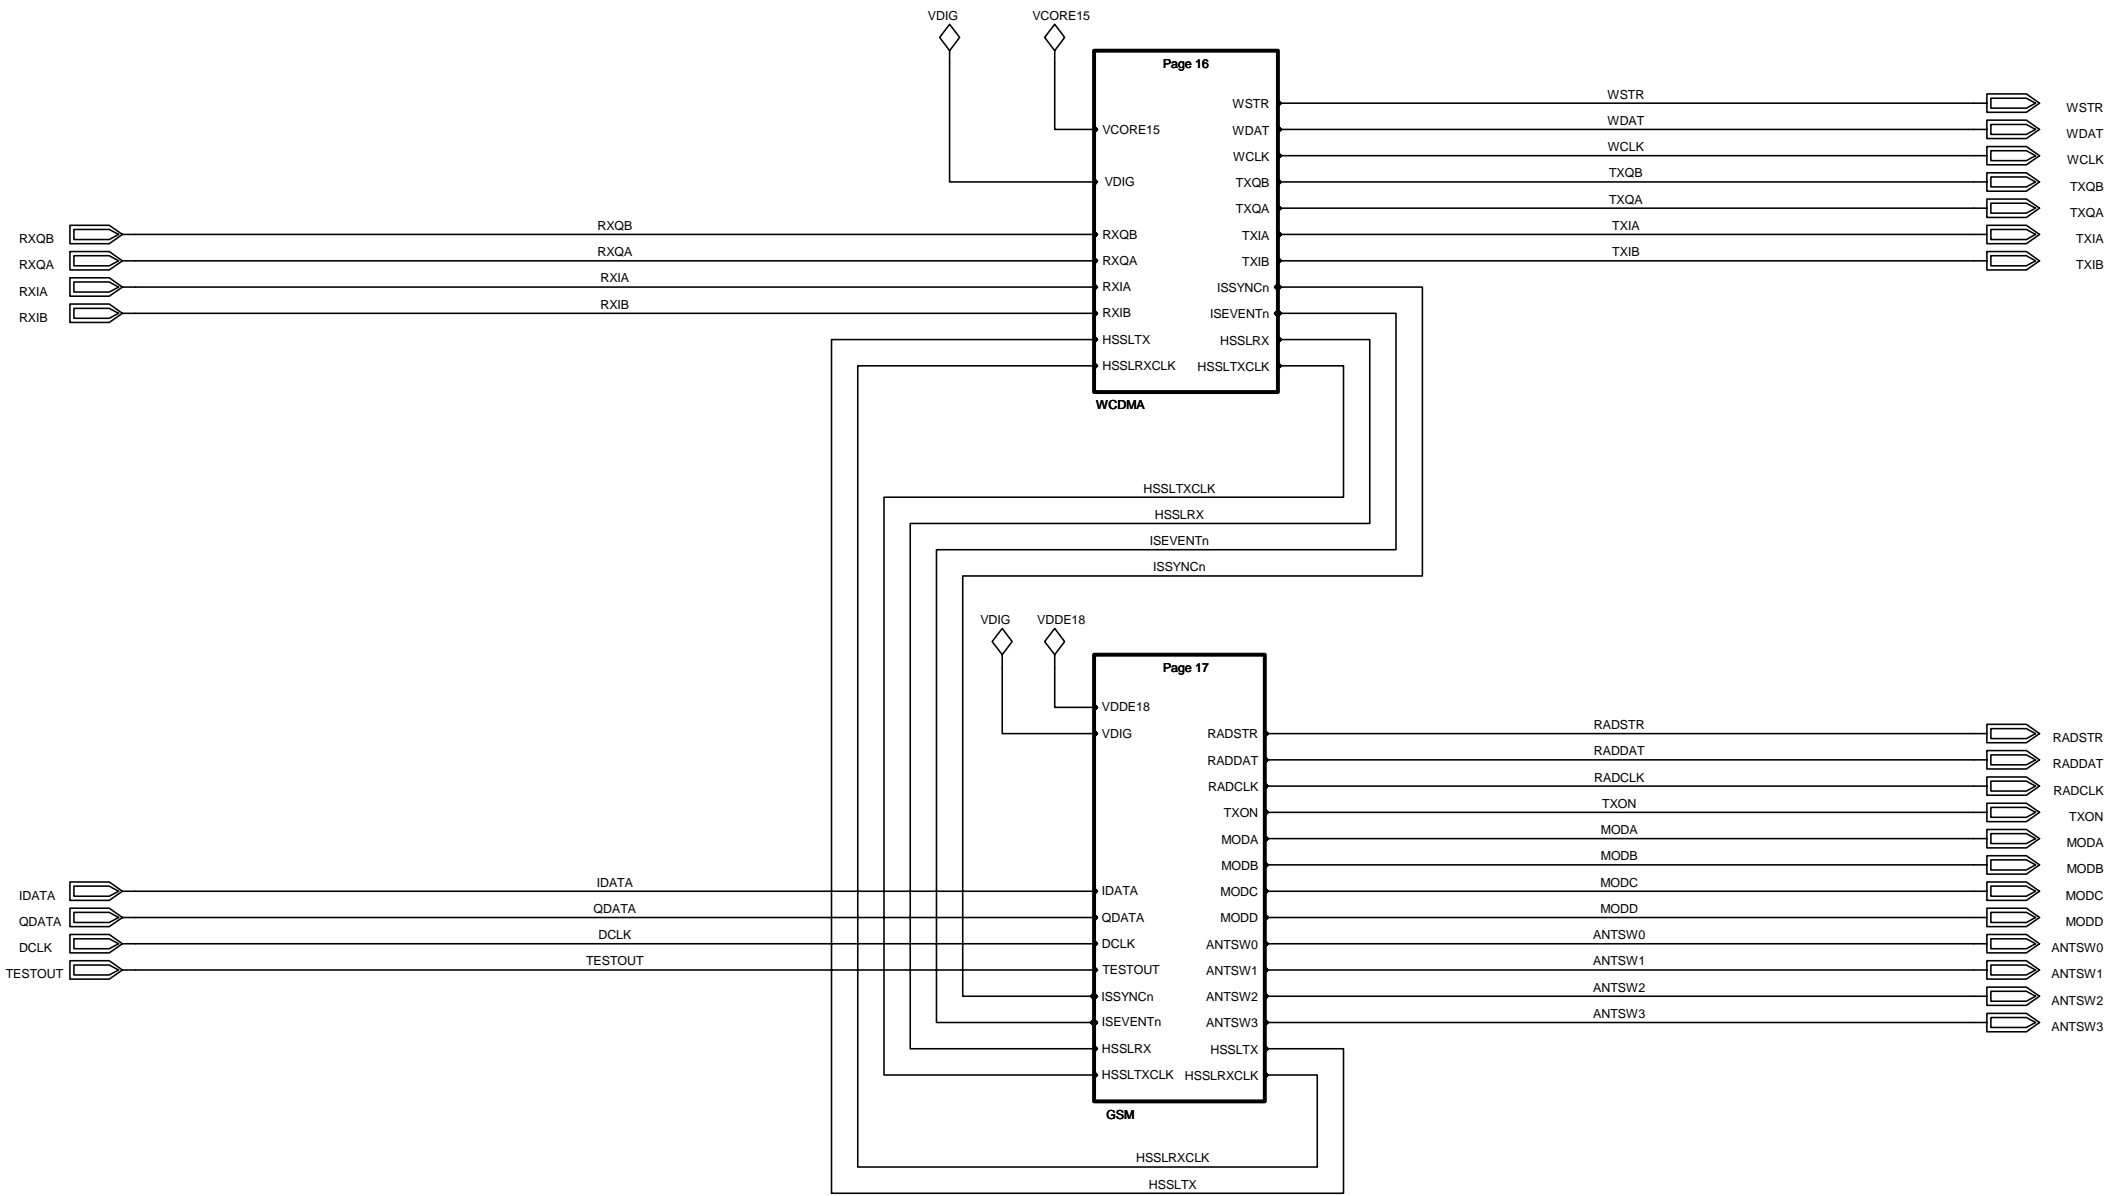 VDIG VCORE15
Page 16
WSTR WSTR WSTR
VCORE15 WDAT WDAT WDAT
WCLK WCLK WCLK
VDIG TXQB TXQB TXQB
TXQA TXQA TXQA
RXQB RXQB RXQB TXIA TXIA TXIA
RXQA RXQA RXQA TXIB TXIB TXIB
RXIA RXIA RXIA ISSYNCn
RXIB RXIB RXIB ISEVENTn
HSSLTX HSSLRX
HSSLRXCLK HSSLTXCLK
WCDMA
HSSLTXCLK
HSSLRX
ISEVENTn
ISSYNCn
VDIG VDDE18
Page 17
VDDE18
VDIG RADSTR RADSTR RADSTR
RADDAT RADDAT RADDAT
RADCLK RADCLK RADCLK
TXON TXON TXON
MODA MODA MODA
MODB MODB MODB
IDATA IDATA IDATA MODC MODC MODC
QDATA QDATA QDATA MODD MODD MODD
DCLK DCLK DCLK ANTSW0 ANTSW0 ANTSW0
TESTOUT TESTOUT TESTOUT ANTSW1 ANTSW1 ANTSW1
ISSYNCn ANTSW2 ANTSW2 ANTSW2
ISEVENTn ANTSW3 ANTSW3 ANTSW3
HSSLRX HSSLTX
HSSLTXCLK HSSLRXCLK
GSM
HSSLRXCLK
HSSLTX